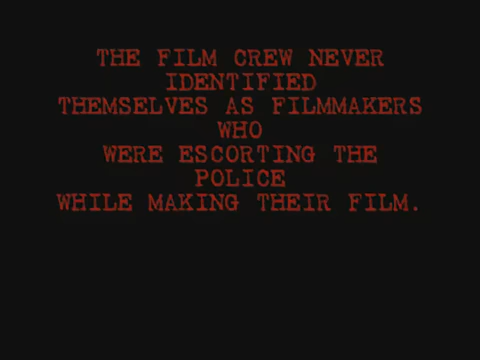 THE FILM CREW NEVER
IDENTIFIED
THEMSELVES AS FILMMAKERS
WHO
WERE ESCORTING THE
POLICE
WHILE MAKING THEIR FILM.